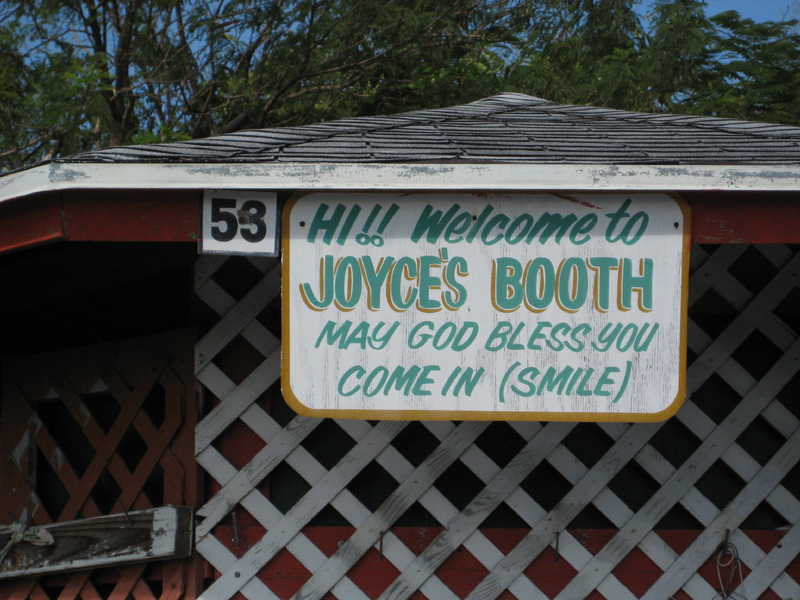 53
HI!! Welcome to
JOYCE'S BOOTH
MAY GOD BLESS YOU
COME IN (SMILE)